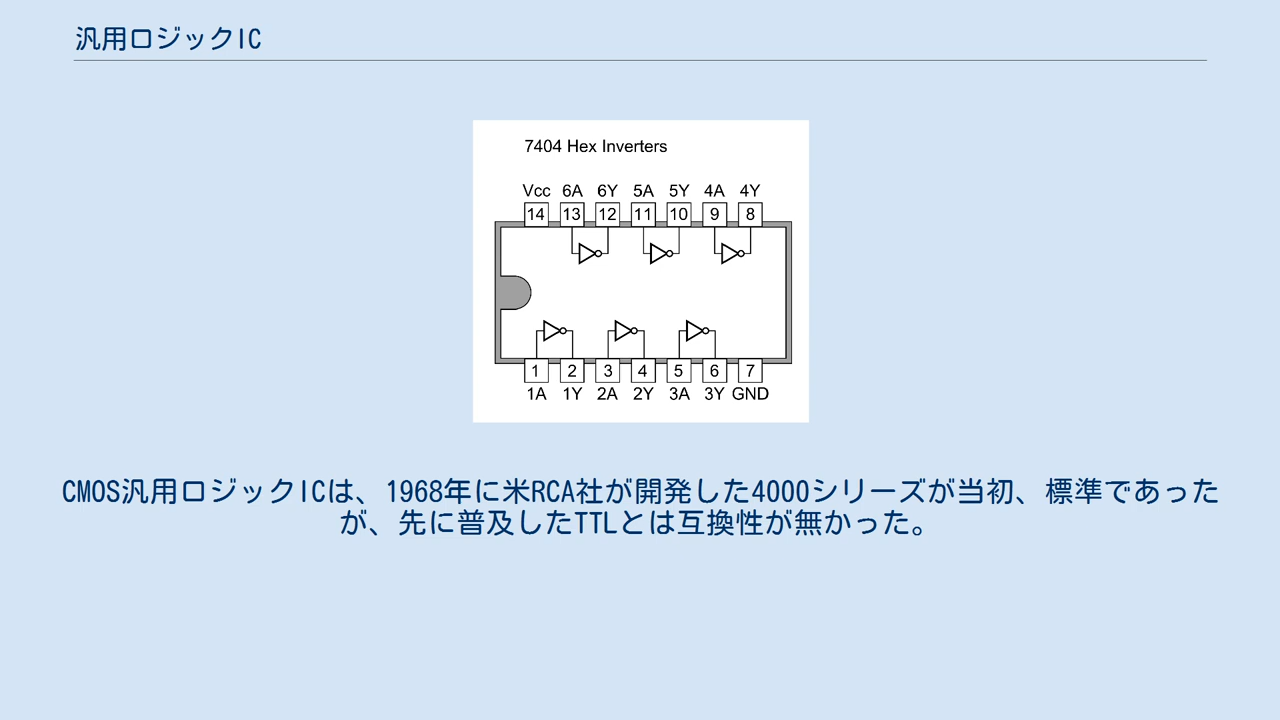 汎用ロジックIC
7404 Hex Inverters
Vcc 6A 6Y 5A 5Y 4A 4Y
14 13 12 11 10 9 8
1 2 3 4 5 6 7
1A 1Y 2A 2Y 3A 3Y GND
CMOS汎用ロジックICは、1968年に米RCA社が開発した4000シリーズが当初、標準であった
が、先に普及したTTLとは互換性が無かった。